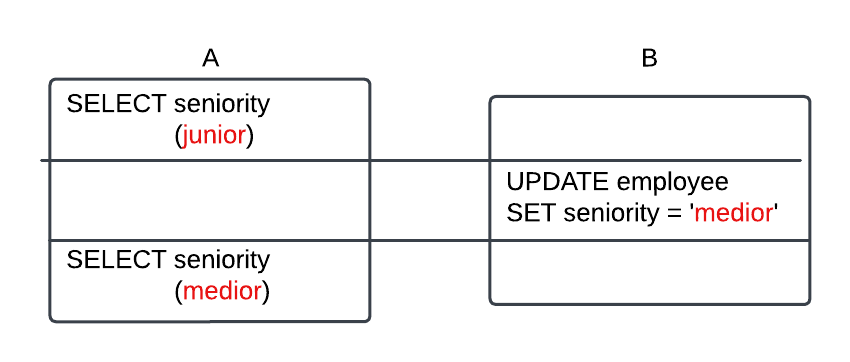 A
B
SELECT seniority
(junior)
UPDATE employee
SET seniority = 'medior'
SELECT seniority
(medior)